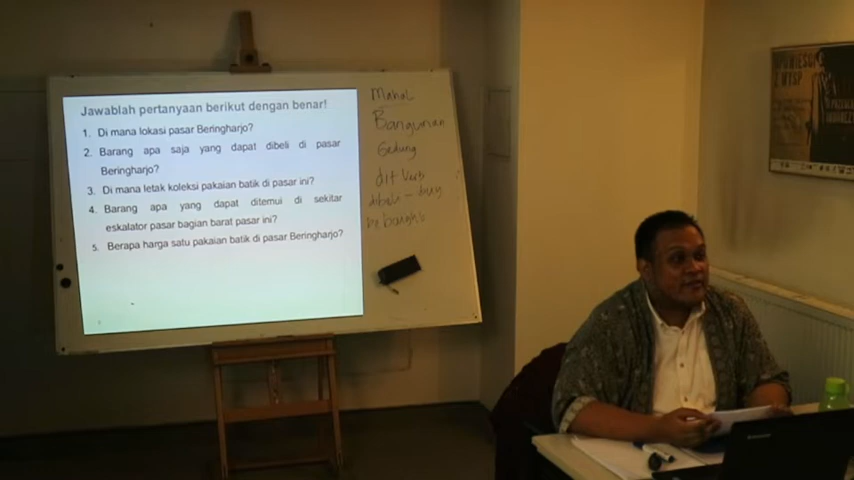 Jawablah pertanyaan berikut dengan benar!
1. Di mana lokasi pasar Beringharjo?
2. Barang apa saja yang dapat dibeli di pasar
Beringharjo?
3. Di mana letak koleksi pakaian batik di pasar ini?
4. Barang apa yang dapat ditemui di sekitar
eskalator pasar bagian barat pasar ini?
5. Berapa harga satu pakaian batik di pasar Beringharjo?
Mahal
Bangunan
Gedung
dit Verb
dibeli - buy